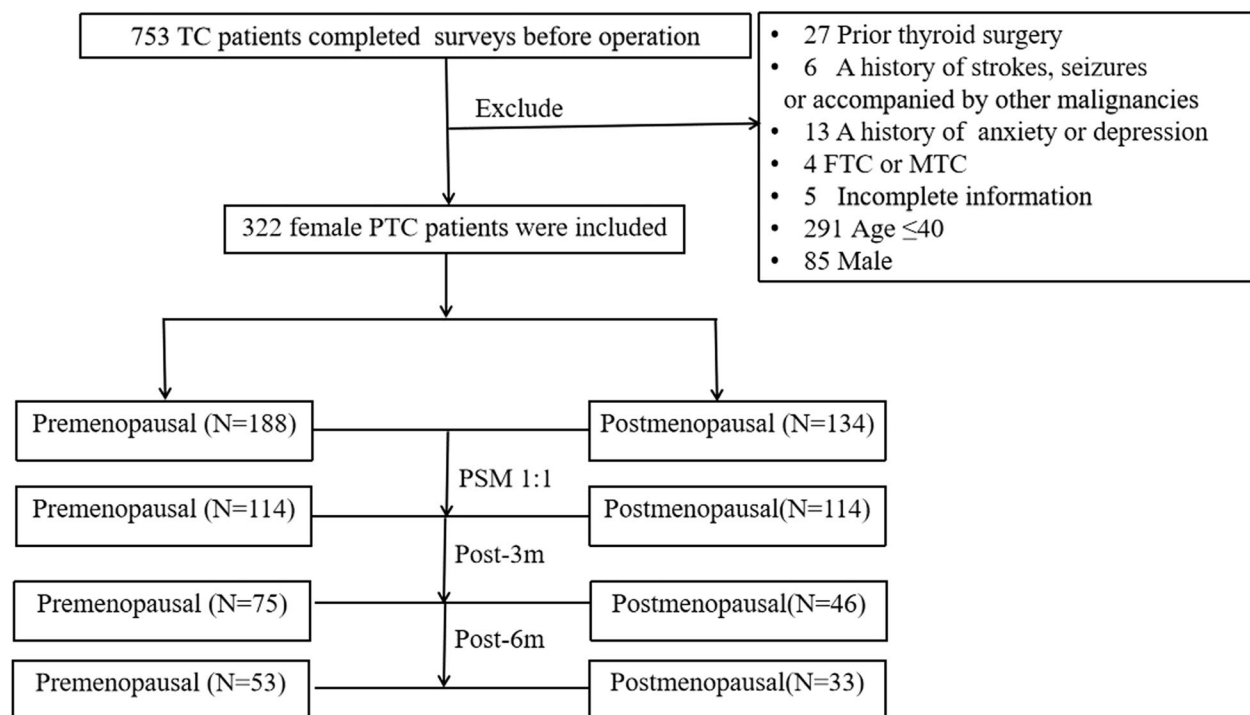 753 TC patients completed surveys before operation
• 27 Prior thyroid surgery
• 6 A history of strokes, seizures
or accompanied by other malignancies
• 13 A history of anxiety or depression
• 4 FTC or MTC
• 5 Incomplete information
• 291 Age ≤40
• 85 Male
Exclude
322 female PTC patients were included
Premenopausal (N=188)
Postmenopausal (N=134)
PSM 1:1
Premenopausal (N=114)
Postmenopausal(N=114)
Post-3m
Premenopausal (N=75)
Postmenopausal(N=46)
Post-6m
Premenopausal (N=53)
Postmenopausal(N=33)